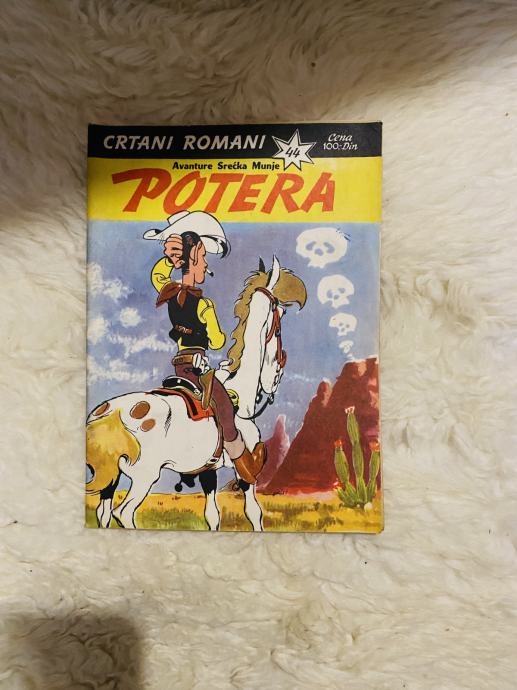 CRTANI ROMANI
44
Cena
100.-Din
Avanture Srećka Munje
POTERA